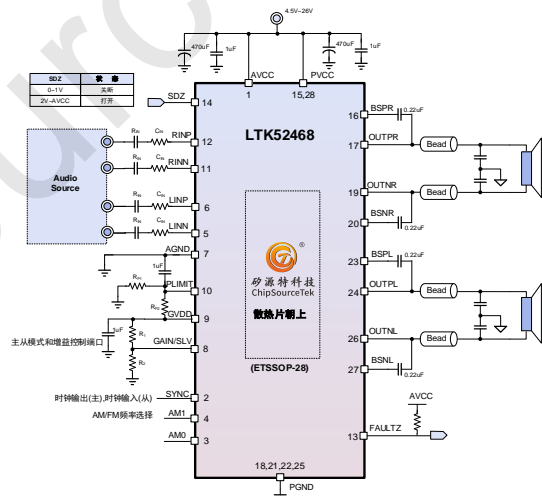 4.5V~26V
470uF
1uF
470uF
1uF
AVCC
PVCC
1
15,28
SDZ
状 态
0~1V
关断
2V~AVCC
打开
SDZ
14
LTK52468
Audio
Source
RIN
CIN
RINP
12
RIN
CIN
RINN
11
RIN
CIN
LINP
6
RIN
CIN
LINN
5
AGND
7
1uF
PLIMIT
10
GVDD
9
1uF
R1
R2
主从模式和增益控制端口
GAIN/SLV
8
时钟输出(主),时钟输入(从)
SYNC
2
AM/FM频率选择
AM1
4
AM0
3
®
矽源特科技
ChipSourceTek
散热片朝上
(ETSSOP-28)
BSPR
0.22uF
16
OUTPR
17
Bead
OUTNR
19
Bead
20
BSNR
0.22uF
BSPL
0.22uF
23
OUTPL
24
Bead
OUTNL
26
Bead
27
BSNL
0.22uF
AVCC
13
FAULTZ
18,21,22,25
PGND